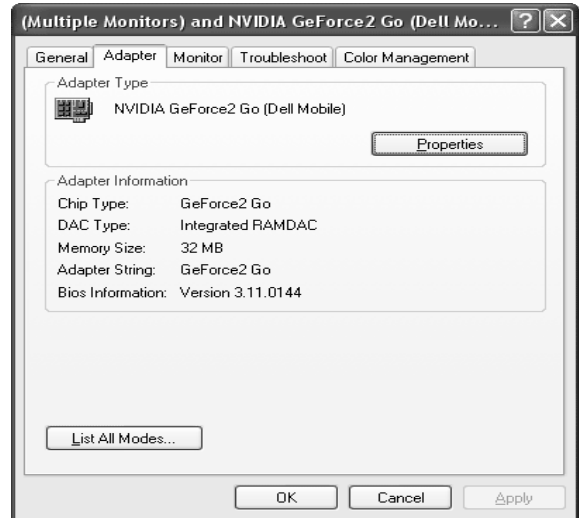 (Multiple Monitors) and NVIDIA GeForce2 Go (Dell Mo...
General Adapter Monitor Troubleshoot Color Management
Adapter Type
NVIDIA GeForce2 Go (Dell Mobile)
Properties
Adapter Information
Chip Type: GeForce2 Go
DAC Type: Integrated RAMDAC
Memory Size: 32 MB
Adapter String: GeForce2 Go
Bios Information: Version 3.11.0144
List All Modes...
OK Cancel Apply